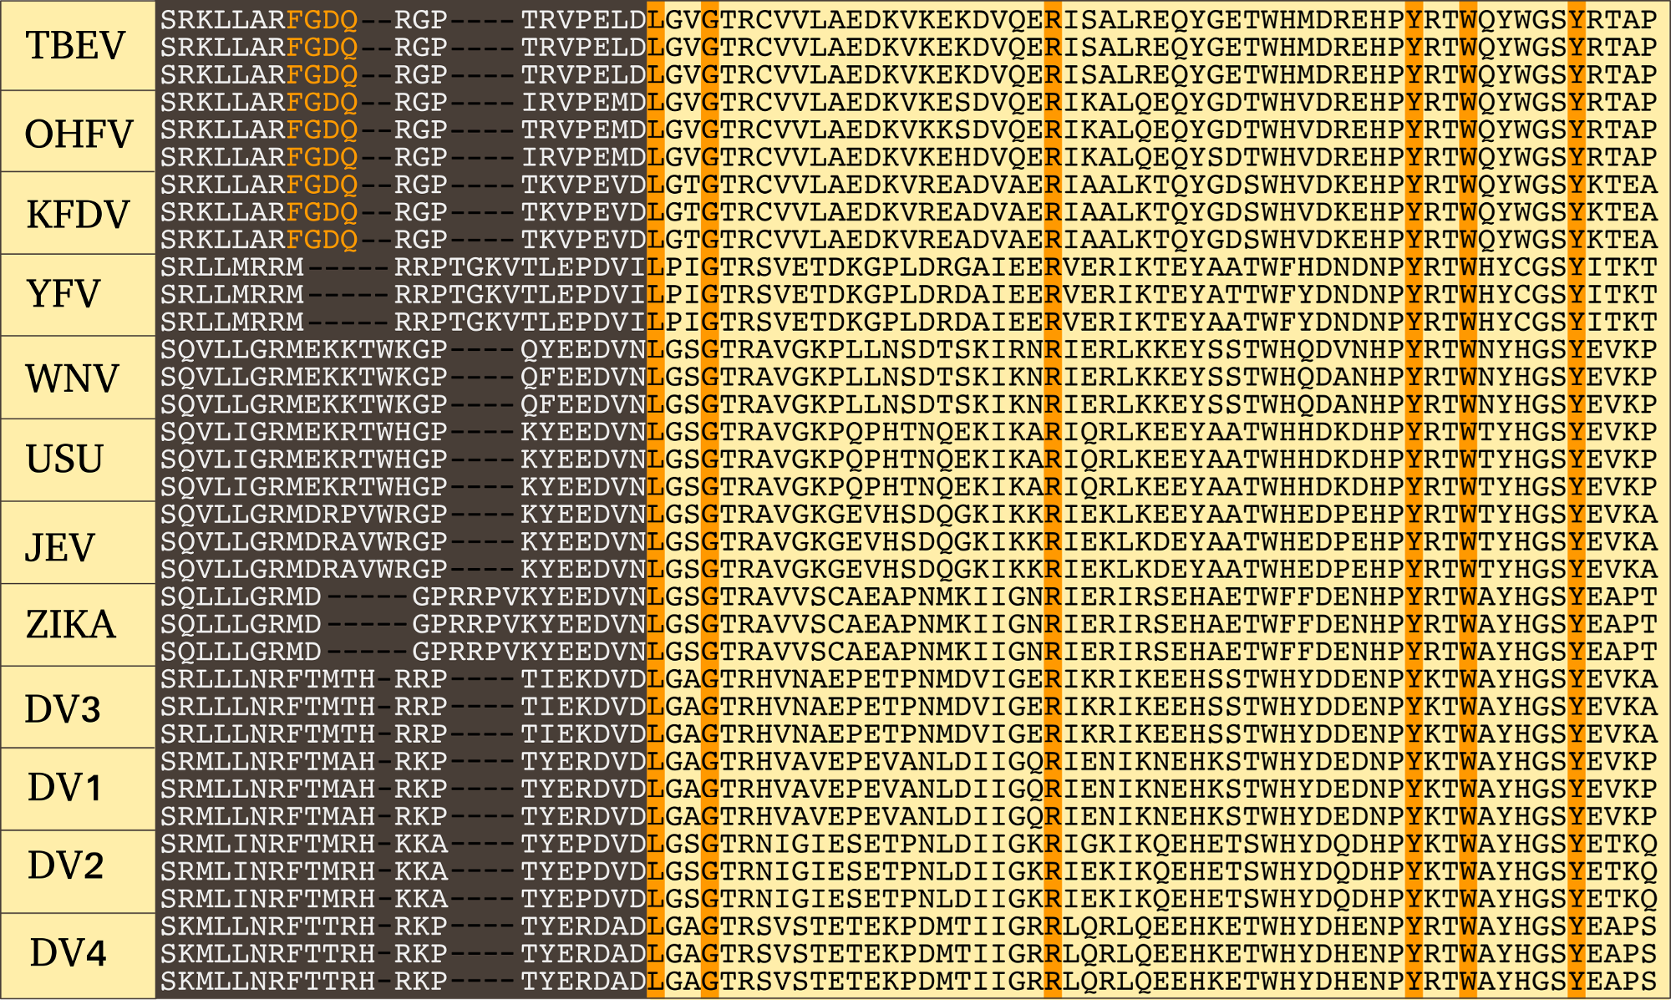 TBEV
SRKLLARFGDQ--RGP----TRVPELDLGVGTRCVVLAEDKVKEKDVQERISALREQYGETWHMDREHPYRTWQYWGSYRTAP
SRKLLARFGDQ--RGP----TRVPELDLGVGTRCVVLAEDKVKEKDVQERISALREQYGETWHMDREHPYRTWQYWGSYRTAP
SRKLLARFGDQ--RGP----TRVPELDLGVGTRCVVLAEDKVKEKDVQERISALREQYGETWHMDREHPYRTWQYWGSYRTAP
OHFV
SRKLLARFGDQ--RGP----IRVPEMDLGVGTRCVVLAEDKVKESDVQERIKALQEQYGDTWHVDREHPYRTWQYWGSYRTAP
SRKLLARFGDQ--RGP----TRVPEMDLGVGTRCVVLAEDKVKKSDVQERIKALQEQYGDTWHVDREHPYRTWQYWGSYRTAP
SRKLLARFGDQ--RGP----IRVPEMDLGVGTRCVVLAEDKVKEHDVQERIKALQEQYSDTWHVDREHPYRTWQYWGSYRTAP
KFDV
SRKLLARFGDQ--RGP----TKVPEVDLGTGTRCVVLAEDKVREADVAERIAALKTQYGDSWHVDKEHPYRTWQYWGSYKTEA
SRKLLARFGDQ--RGP----TKVPEVDLGTGTRCVVLAEDKVREADVAERIAALKTQYGDSWHVDKEHPYRTWQYWGSYKTEA
SRKLLARFGDQ--RGP----TKVPEVDLGTGTRCVVLAEDKVREADVAERIAALKTQYGDSWHVDKEHPYRTWQYWGSYKTEA
YFV
SRLLMRRM-----RRPTGKVTLEPDVILPIGTRSVETDKGPLDRGAIEERVERIKTEYAATWFHDNDNPYRTWHYCGSYITKT
SRLLMRRM-----RRPTGKVTLEPDVILPIGTRSVETDKGPLDRDAIEERVERIKTEYATTWFYDNDNPYRTWHYCGSYITKT
SRLLMRRM-----RRPTGKVTLEPDVILPIGTRSVETDKGPLDRDAIEERVERIKTEYAATWFYDNDNPYRTWHYCGSYITKT
WNV
SQVLLGRMEKKTWKGP----QYEEDVNLGSGTRAVGKPLLNSDTSKIRNRIERLKKEYSSTWHQDVNHPYRTWNYHGSYEVKP
SQVLLGRMEKKTWKGP----QFEEDVNLGSGTRAVGKPLLNSDTSKIKNRIERLKKEYSSTWHQDANHPYRTWNYHGSYEVKP
SQVLLGRMEKKTWKGP----QFEEDVNLGSGTRAVGKPLLNSDTSKIKNRIERLKKEYSSTWHQDANHPYRTWNYHGSYEVKP
USU
SQVLIGRMEKRTWHGP----KYEEDVNLGSGTRAVGKPQPHTNQEKIKARIQRLKEEYAATWHHDKDHPYRTWTYHGSYEVKP
SQVLIGRMEKRTWHGP----KYEEDVNLGSGTRAVGKPQPHTNQEKIKARIQRLKEEYAATWHHDKDHPYRTWTYHGSYEVKP
SQVLIGRMEKRTWHGP----KYEEDVNLGSGTRAVGKPQPHTNQEKIKARIQRLKEEYAATWHHDKDHPYRTWTYHGSYEVKP
JEV
SQVLLGRMDRPVWRGP----KYEEDVNLGSGTRAVGKGEVHSDQGKIKKRIEKLKEEYAATWHEDPEHPYRTWTYHGSYEVKA
SQVLLGRMDRAVWRGP----KYEEDVNLGSGTRAVGKGEVHSDQGKIKKRIEKLKDEYAATWHEDPEHPYRTWTYHGSYEVKA
SQVLLGRMDRAVWRGP----KYEEDVNLGSGTRAVGKGEVHSDQGKIKKRIEKLKDEYAATWHEDPEHPYRTWTYHGSYEVKA
ZIKA
SQLLLGRMD-----GPRRPVKYEEDVNLGSGTRAVVSCAEAPNMKIIGNRIERIRSEHAETWFFDENHPYRTWAYHGSYEAPT
SQLLLGRMD-----GPRRPVKYEEDVNLGSGTRAVVSCAEAPNMKIIGNRIERIRSEHAETWFFDENHPYRTWAYHGSYEAPT
SQLLLGRMD-----GPRRPVKYEEDVNLGSGTRAVVSCAEAPNMKIIGNRIERIRSEHAETWFFDENHPYRTWAYHGSYEAPT
DV3
SRLLLNRFTMTH-RRP----TIEKDVDLGAGTRHVNAEPETPNMDVIGERIKRIKEEHSSTWHYDDENPYKTWAYHGSYEVKA
SRLLLNRFTMTH-RRP----TIEKDVDLGAGTRHVNAEPETPNMDVIGERIKRIKEEHSSTWHYDDENPYKTWAYHGSYEVKA
SRLLLNRFTMTH-RRP----TIEKDVDLGAGTRHVNAEPETPNMDVIGERIKRIKEEHSSTWHYDDENPYKTWAYHGSYEVKA
DV1
SRMLLNRFTMAH-RKP----TYERDVDLGAGTRHVAVEPEVANLDIIGQRIENIKNEHKSTWHYDEDNPYKTWAYHGSYEVKP
SRMLLNRFTMAH-RKP----TYERDVDLGAGTRHVAVEPEVANLDIIGQRIENIKNEHKSTWHYDEDNPYKTWAYHGSYEVKP
SRMLLNRFTMAH-RKP----TYERDVDLGAGTRHVAVEPEVANLDIIGQRIENIKNEHKSTWHYDEDNPYKTWAYHGSYEVKP
DV2
SRMLINRFTMRH-KKA----TYEPDVDLGSGTRNIGIESETPNLDIIGKRIGKIKQEHETSWHYDQDHPYKTWAYHGSYETKQ
SRMLINRFTMRH-KKA----TYEPDVDLGSGTRNIGIESETPNLDIIGKRIEKIKQEHETSWHYDQDHPYKTWAYHGSYETKQ
SRMLINRFTMRH-KKA----TYEPDVDLGSGTRNIGIESETPNLDIIGKRIEKIKQEHETSWHYDQDHPYKTWAYHGSYETKQ
DV4
SKMLLNRFTTRH-RKP----TYERDADLGAGTRSVSTETEKPDMTIIGRRLQRLQEEHKETWHYDHENPYRTWAYHGSYEAPS
SKMLLNRFTTRH-RKP----TYERDADLGAGTRSVSTETEKPDMTIIGRRLQRLQEEHKETWHYDHENPYRTWAYHGSYEAPS
SKMLLNRFTTRH-RKP----TYERDADLGAGTRSVSTETEKPDMTIIGRRLQRLQEEHKETWHYDHENPYRTWAYHGSYEAPS